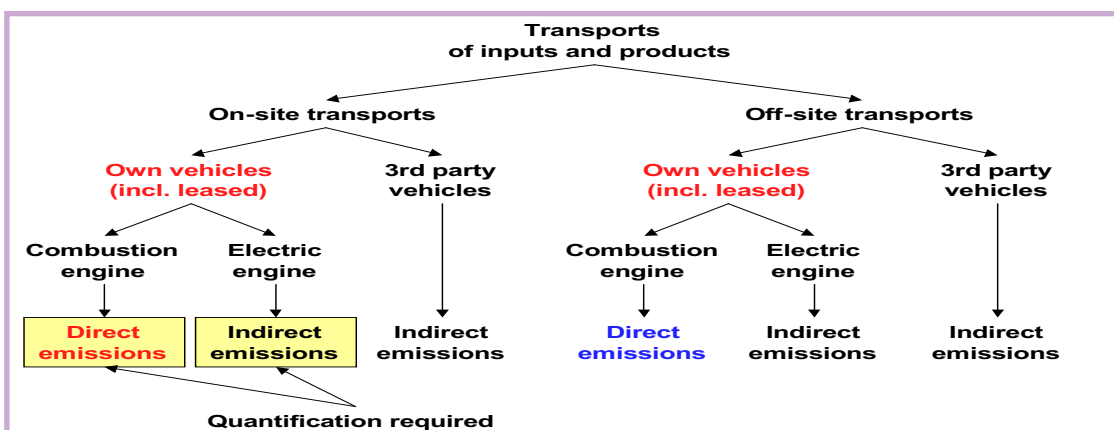 Transports
of inputs and products
On-site transports
Off-site transports
Own vehicles
(incl. leased)
3rd party
vehicles
Own vehicles
(incl. leased)
3rd party
vehicles
Combustion
engine
Electric
engine
Combustion
engine
Electric
engine
Direct
emissions
Indirect
emissions
Indirect
emissions
Direct
emissions
Indirect
emissions
Indirect
emissions
Quantification required